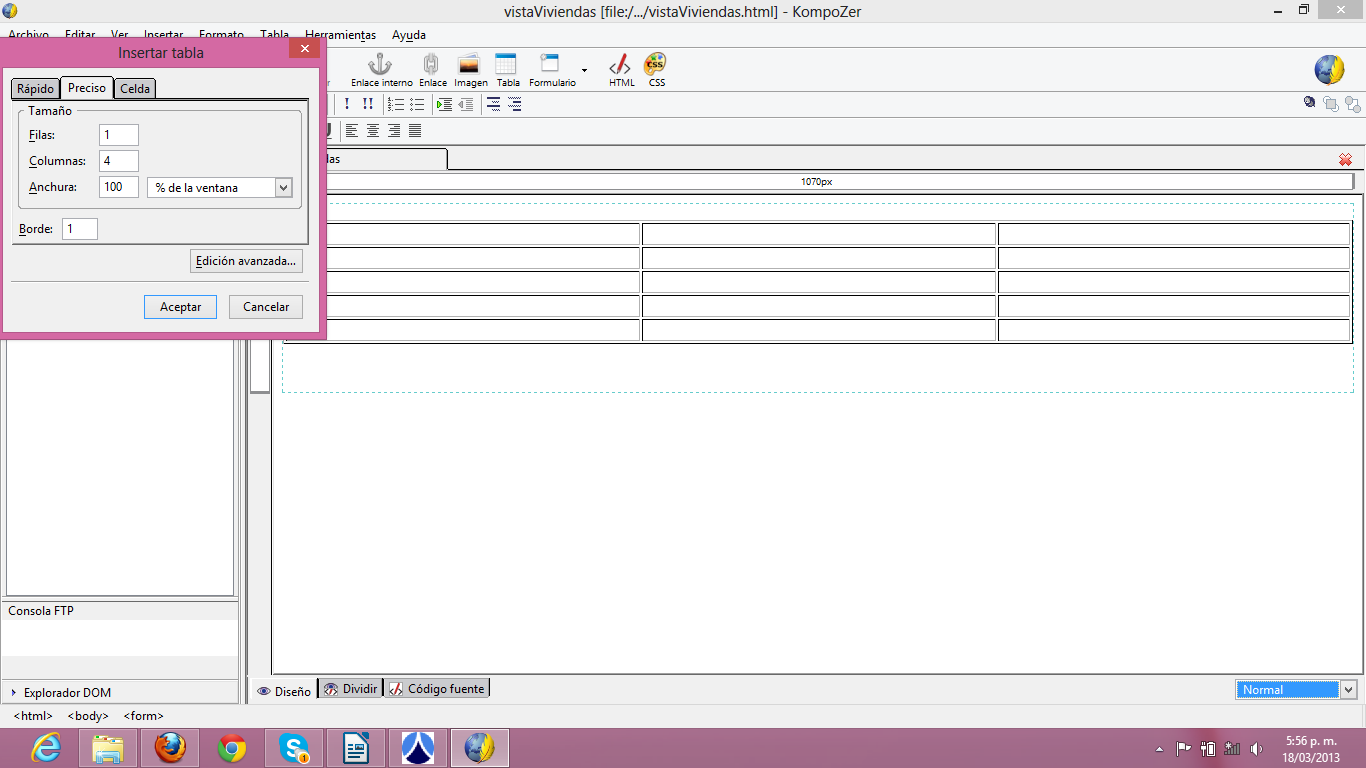 vistaViviendas [file:/.../vistaViviendas.html] - KompoZer
Archivo Editar Ver Insertar Formato Tabla Herramientas Ayuda
Insertar tabla
Enlace interno Enlace Imagen Tabla Formulario HTML CSS
Rápido Preciso Celda
Tamaño
Filas: 1
Columnas: 4
Anchura: 100 % de la ventana
Borde: 1
Edición avanzada...
Aceptar Cancelar
das
1070px
Consola FTP
Explorador DOM
Diseño Dividir Código fuente Normal
<html> <body> <form>
1
5:56 p. m.
18/03/2013